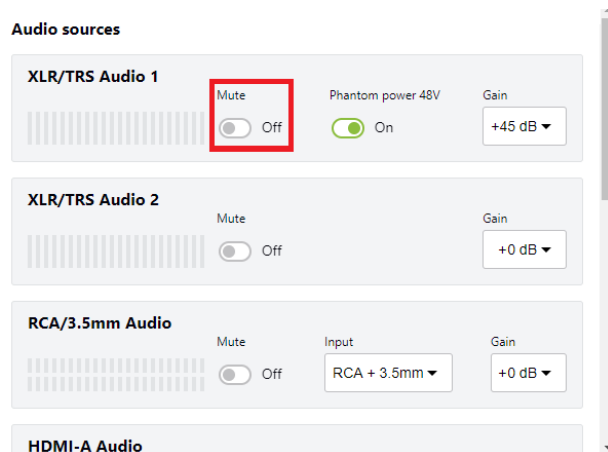 Audio sources
XLR/TRS Audio 1
Mute Phantom power 48V Gain
Off On +45 dB
XLR/TRS Audio 2
Mute Gain
Off +0 dB
RCA/3.5mm Audio
Mute Input Gain
Off RCA + 3.5mm +0 dB
HDMI-A Audio